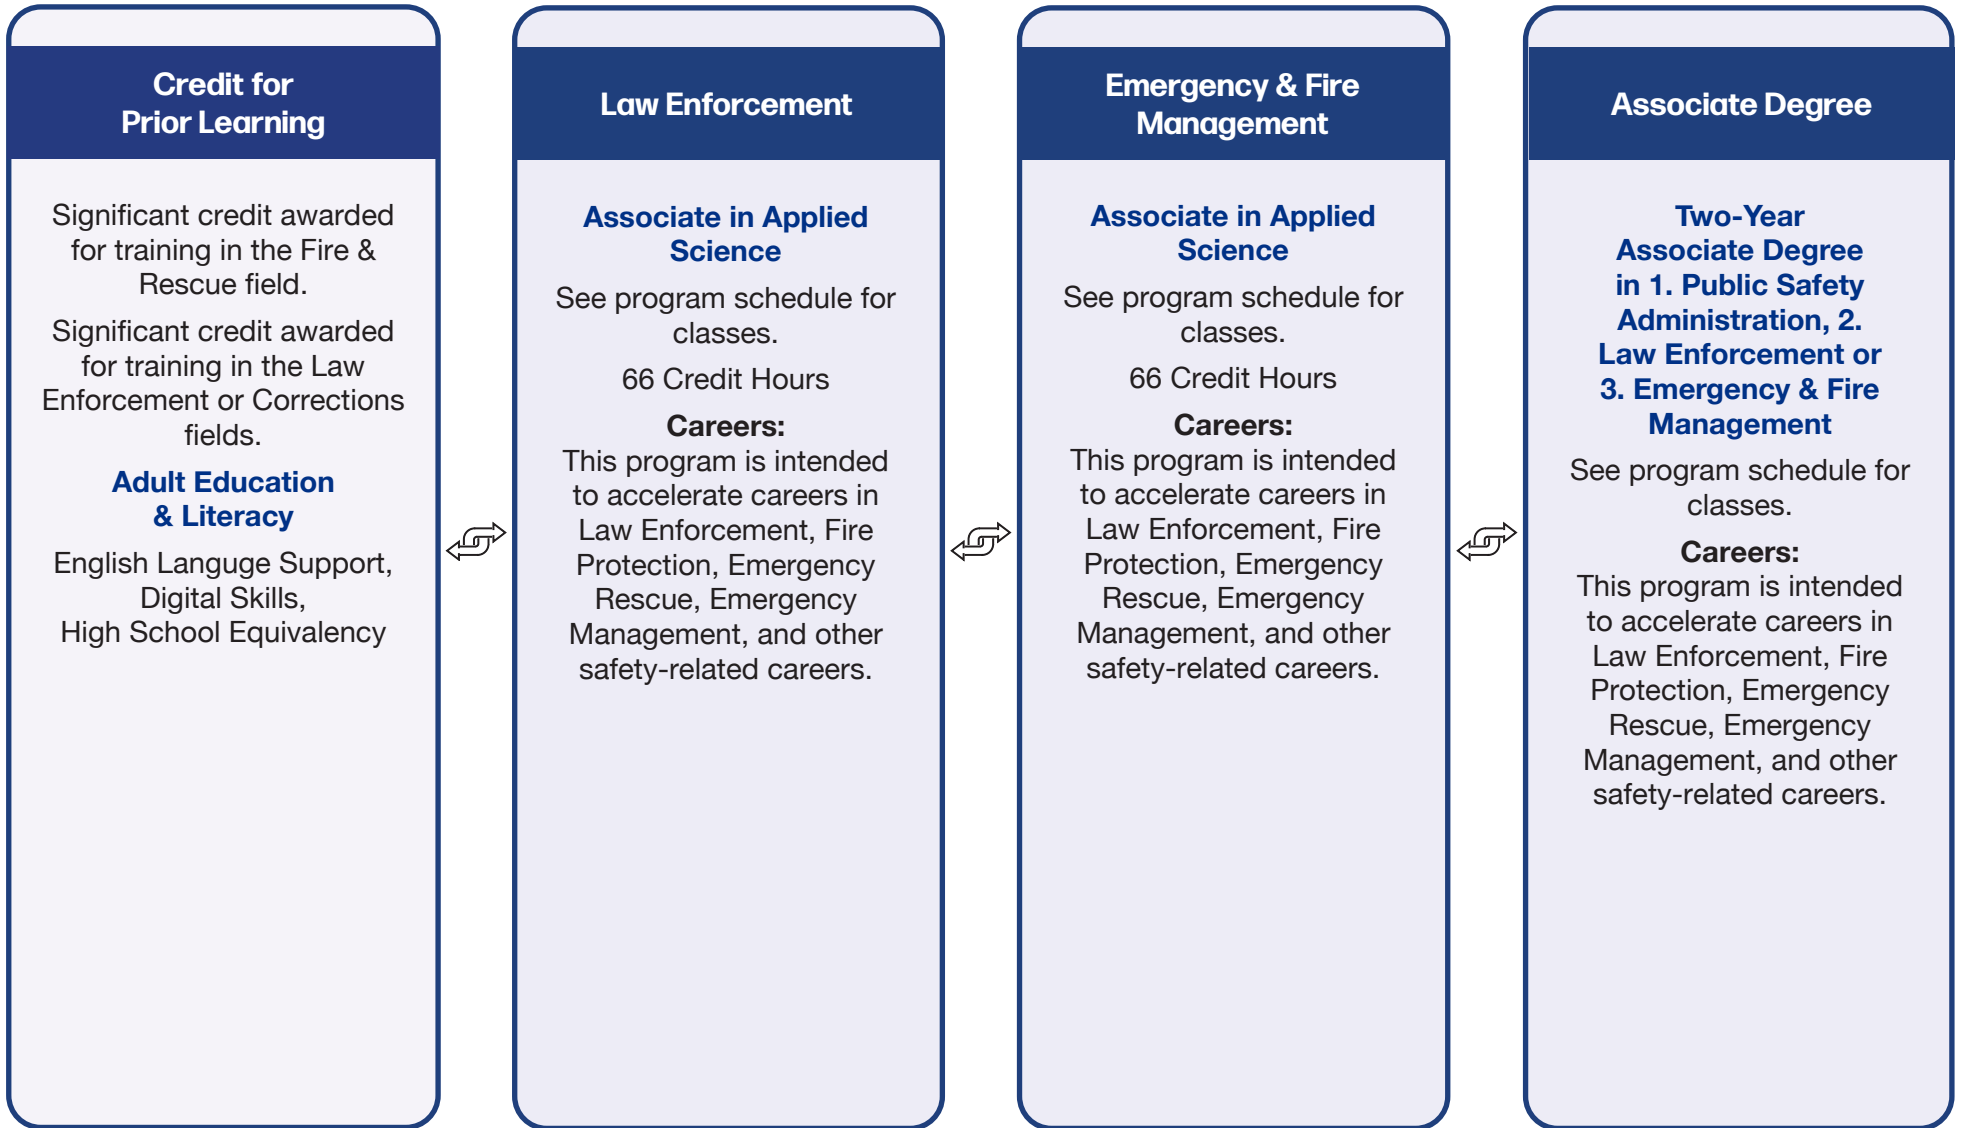 Credit for
Prior Learning
Significant credit awarded
for training in the Fire &
Rescue field.
Significant credit awarded
for training in the Law
Enforcement or Corrections
fields.
Adult Education
& Literacy
English Languge Support,
Digital Skills,
High School Equivalency
Law Enforcement
Associate in Applied
Science
See program schedule for
classes.
66 Credit Hours
Careers:
This program is intended
to accelerate careers in
Law Enforcement, Fire
Protection, Emergency
Rescue, Emergency
Management, and other
safety-related careers.
Emergency & Fire
Management
Associate in Applied
Science
See program schedule for
classes.
66 Credit Hours
Careers:
This program is intended
to accelerate careers in
Law Enforcement, Fire
Protection, Emergency
Rescue, Emergency
Management, and other
safety-related careers.
Associate Degree
Two-Year
Associate Degree
in 1. Public Safety
Administration, 2.
Law Enforcement or
3. Emergency & Fire
Management
See program schedule for
classes.
Careers:
This program is intended
to accelerate careers in
Law Enforcement, Fire
Protection, Emergency
Rescue, Emergency
Management, and other
safety-related careers.